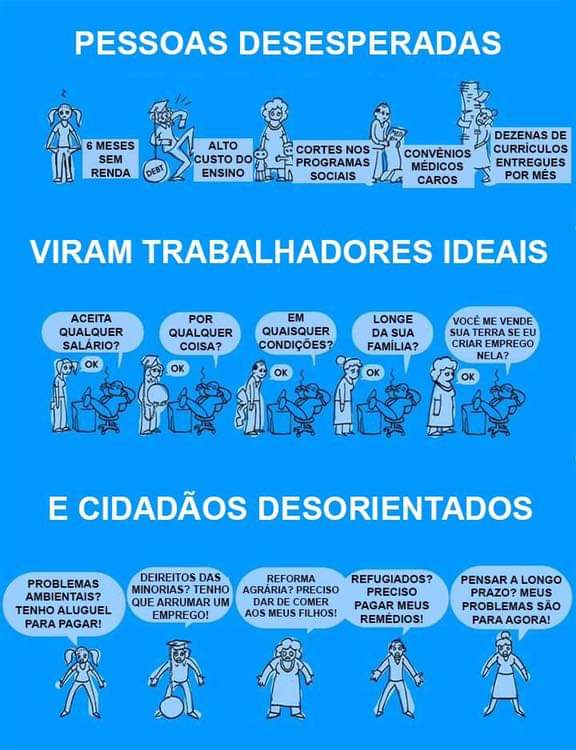 PESSOAS DESESPERADAS
6 MESES
SEM
RENDA
DEBT
ALTO
CUSTO DO
ENSINO
CORTES NOS
PROGRAMAS
SOCIAIS
CONVÊNIOS
MÉDICOS
CAROS
DEZENAS DE
CURRÍCULOS
ENTREGUES
POR MÊS
VIRAM TRABALHADORES IDEAIS
ACEITA
QUALQUER
SALÁRIO?
OK
POR
QUALQUER
COISA?
OK
EM
QUAISQUER
CONDIÇÕES?
OK
LONGE
DA SUA
FAMÍLIA?
OK
VOCÊ ME VENDE
SUA TERRA SE EU
CRIAR EMPREGO
NELA?
OK
E CIDADÃOS DESORIENTADOS
PROBLEMAS
AMBIENTAIS?
TENHO ALUGUEL
PARA PAGAR!
DEIREITOS DAS
MINORIAS? TENHO
QUE ARRUMAR UM
EMPREGO!
REFORMA
AGRÁRIA? PRECISO
DAR DE COMER
AOS MEUS FILHOS!
REFUGIADOS?
PRECISO
PAGAR MEUS
REMÉDIOS!
PENSAR A LONGO
PRAZO? MEUS
PROBLEMAS SÃO
PARA AGORA!